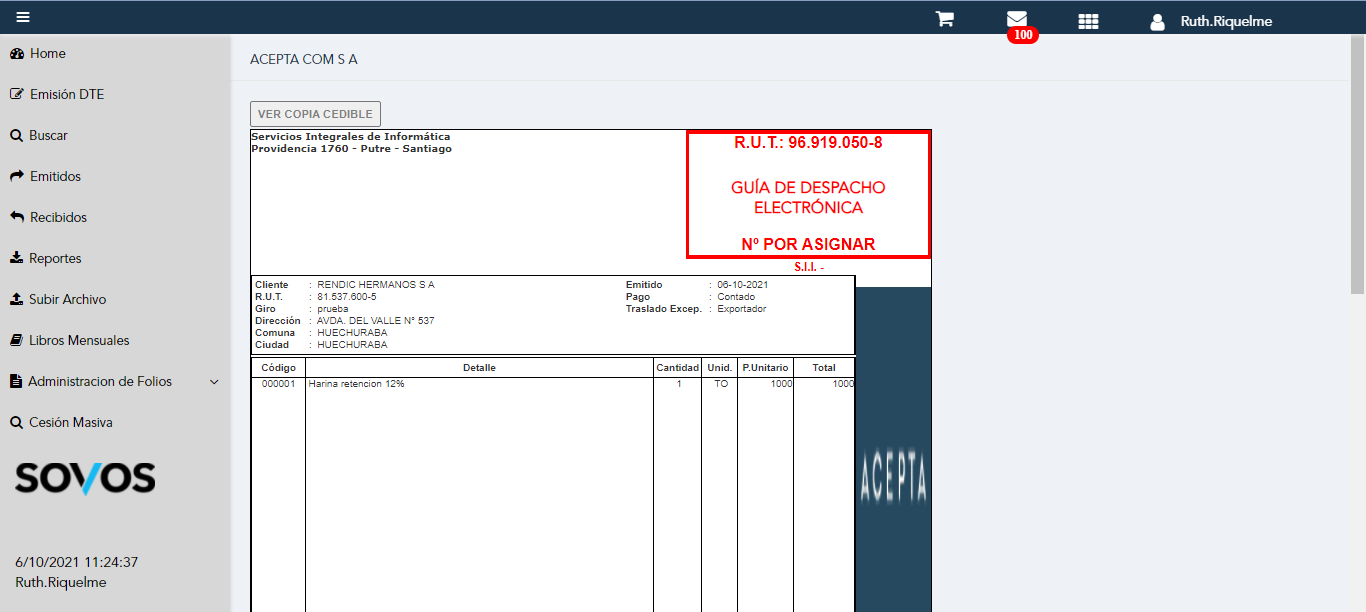 Ruth.Riquelme
100
Home
Emisión DTE
Buscar
Emitidos
Recibidos
Reportes
Subir Archivo
Libros Mensuales
Administracion de Folios
Cesión Masiva
SOVOS
6/10/2021 11:24:37
Ruth.Riquelme
ACEPTA COM S A
VER COPIA CEDIBLE
Servicios Integrales de Informática
Providencia 1760 - Putre - Santiago
R.U.T.: 96.919.050-8
GUÍA DE DESPACHO
ELECTRÓNICA
Nº POR ASIGNAR
S.I.I. -
Cliente : RENDIC HERMANOS S A Emitido : 06-10-2021
R.U.T. : 81.537.600-5 Pago : Contado
Giro : prueba Traslado Excep. : Exportador
Dirección : AVDA. DEL VALLE N° 537
Comuna : HUECHURABA
Ciudad : HUECHURABA
Código Detalle Cantidad Unid. P.Unitario Total
000001 Harina retencion 12% 1 TO 1000 1000
ACEPTA